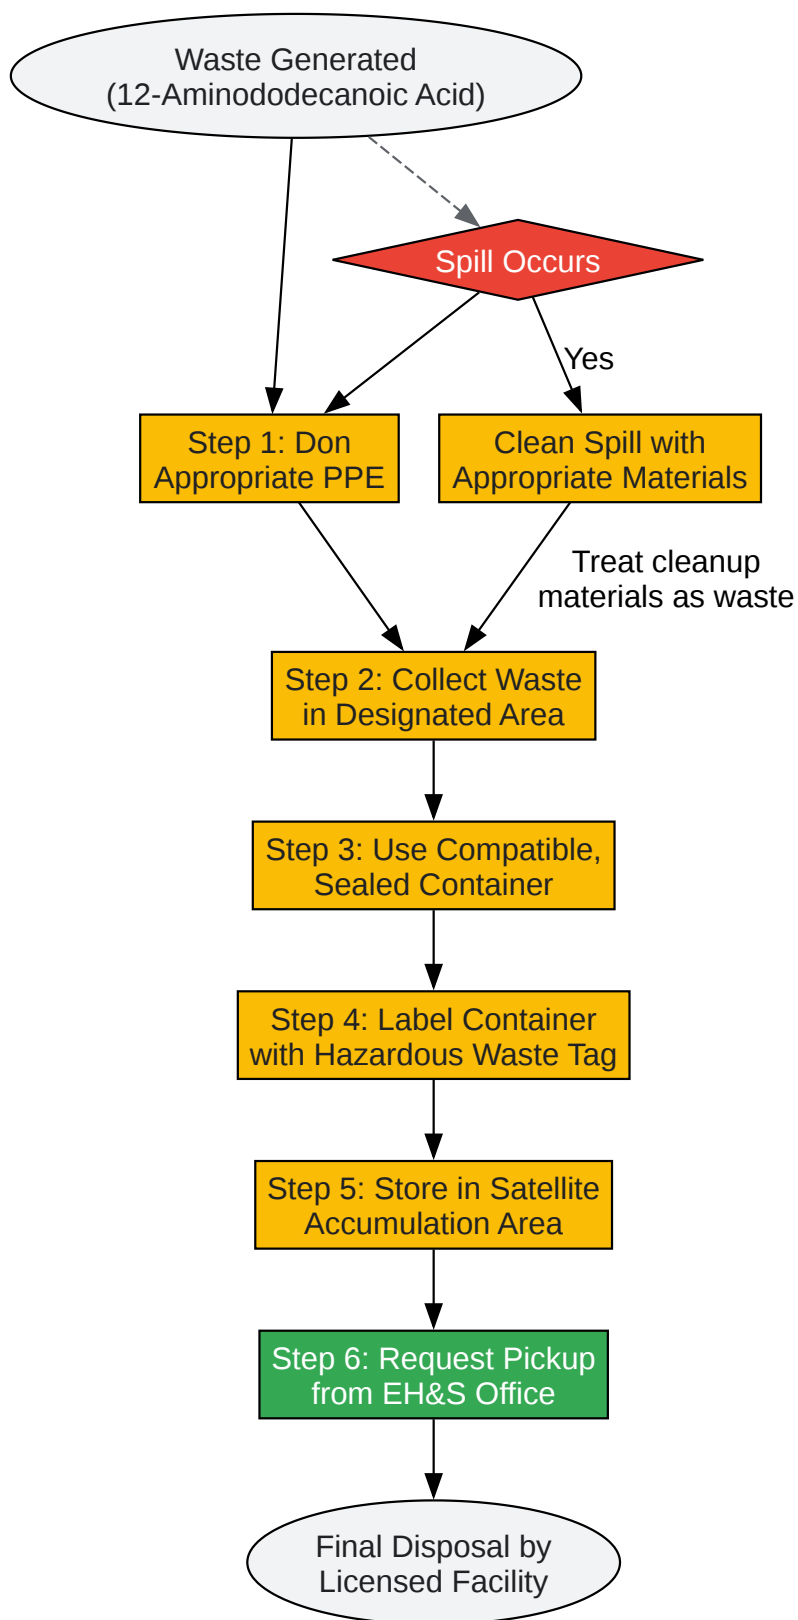 Waste Generated
(12-Aminododecanoic Acid)
Spill Occurs
Yes
Step 1: Don
Appropriate PPE
Clean Spill with
Appropriate Materials
Treat cleanup
materials as waste
Step 2: Collect Waste
in Designated Area
Step 3: Use Compatible,
Sealed Container
Step 4: Label Container
with Hazardous Waste Tag
Step 5: Store in Satellite
Accumulation Area
Step 6: Request Pickup
from EH&S Office
Final Disposal by
Licensed Facility